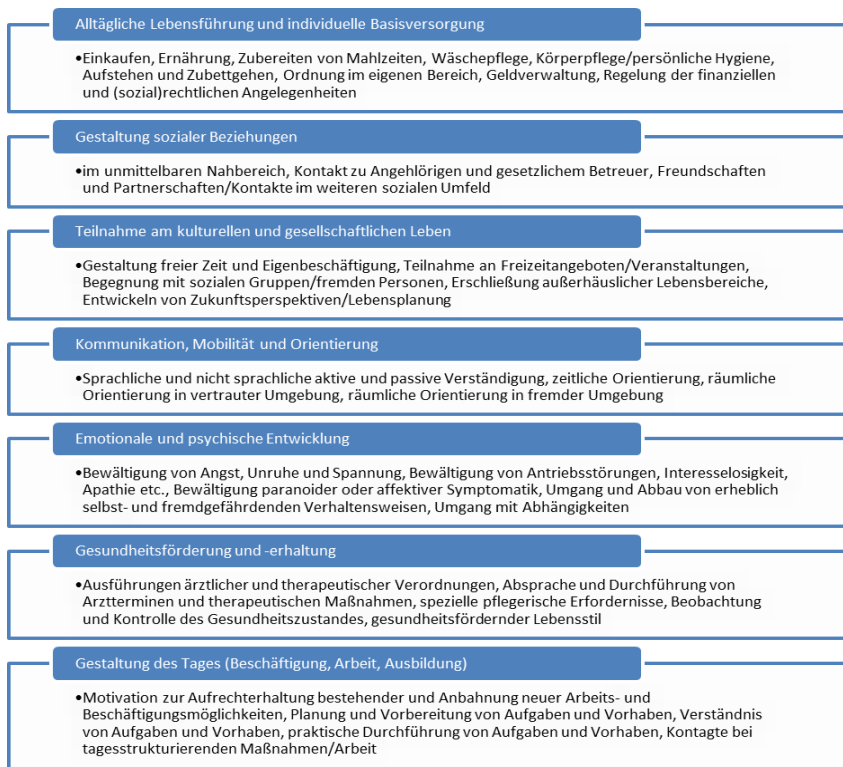 Alltägliche Lebensführung und individuelle Basisversorgung
•Einkaufen, Ernährung, Zubereiten von Mahlzeiten, Wäschepflege, Körperpflege/persönliche Hygiene,
Aufstehen und Zubettgehen, Ordnung im eigenen Bereich, Geldverwaltung, Regelung der finanziellen
und (sozial)rechtlichen Angelegenheiten
Gestaltung sozialer Beziehungen
•im unmittelbaren Nahbereich, Kontakt zu Angehlörigen und gesetzlichem Betreuer, Freundschaften
und Partnerschaften/Kontakte im weiteren sozialen Umfeld
Teilnahme am kulturellen und gesellschaftlichen Leben
•Gestaltung freier Zeit und Eigenbeschäftigung, Teilnahme an Freizeitangeboten/Veranstaltungen,
Begegnung mit sozialen Gruppen/fremden Personen, Erschließung außerhäuslicher Lebensbereiche,
Entwickeln von Zukunftsperspektiven/Lebensplanung
Kommunikation, Mobilität und Orientierung
•Sprachliche und nicht sprachliche aktive und passive Verständigung, zeitliche Orientierung, räumliche
Orientierung in vertrauter Umgebung, räumliche Orientierung in fremder Umgebung
Emotionale und psychische Entwicklung
•Bewältigung von Angst, Unruhe und Spannung, Bewältigung von Antriebsstörungen, Interesselosigkeit,
Apathie etc., Bewältigung paranoider oder affektiver Symptomatik, Umgang und Abbau von erheblich
selbst- und fremdgefährdenden Verhaltensweisen, Umgang mit Abhängigkeiten
Gesundheitsförderung und -erhaltung
•Ausführungen ärztlicher und therapeutischer Verordnungen, Absprache und Durchführung von
Arztterminen und therapeutischen Maßnahmen, spezielle pflegerische Erfordernisse, Beobachtung
und Kontrolle des Gesundheitszustandes, gesundheitsfördernder Lebensstil
Gestaltung des Tages (Beschäftigung, Arbeit, Ausbildung)
•Motivation zur Aufrechterhaltung bestehender und Anbahnung neuer Arbeits- und
Beschäftigungsmöglichkeiten, Planung und Vorbereitung von Aufgaben und Vorhaben, Verständnis
von Aufgaben und Vorhaben, praktische Durchführung von Aufgaben und Vorhaben, Kontagte bei
tagesstrukturierenden Maßnahmen/Arbeit